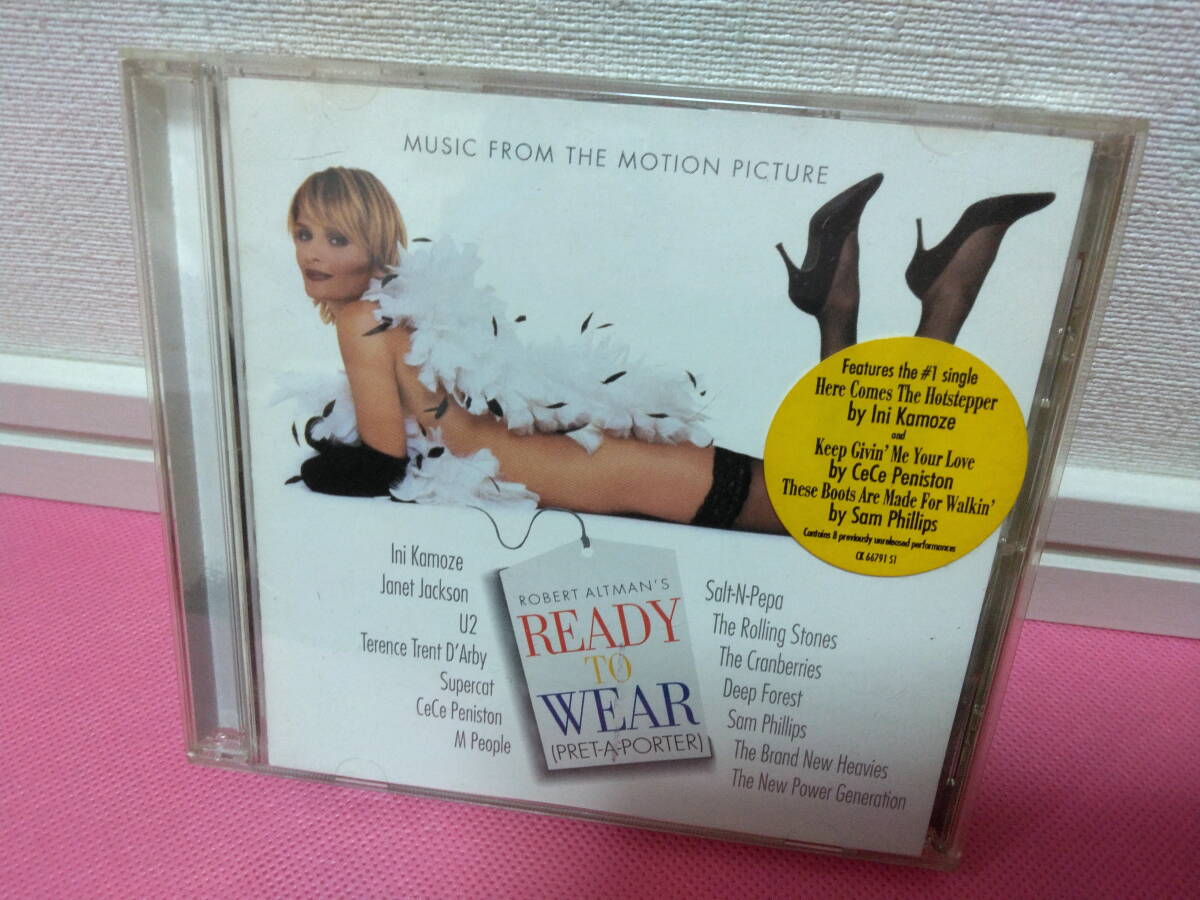 MUSIC FROM THE MOTION PICTURE
Features the #1 single
Here Comes The Hotstepper
by Ini Kamoze
and
Keep Givin' Me Your Love
by CeCe Peniston
These Boots Are Made For Walkin'
by Sam Phillips
Contains 8 previously unreleased performances
CK 66791 S1
Ini Kamoze
Janet Jackson
U2
Terence Trent D'Arby
Supercat
CeCe Peniston
M People
ROBERT ALTMAN'S
READY
TO
WEAR
(PRET-A-PORTER)
Salt-N-Pepa
The Rolling Stones
The Cranberries
Deep Forest
Sam Phillips
The Brand New Heavies
The New Power Generation